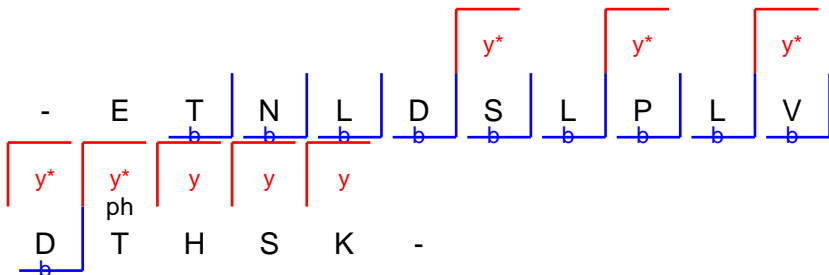 y* y* y*
- E T N L D S L P L V
b b b b b b b b b
y* y* y y y
ph
D T H S K -
b